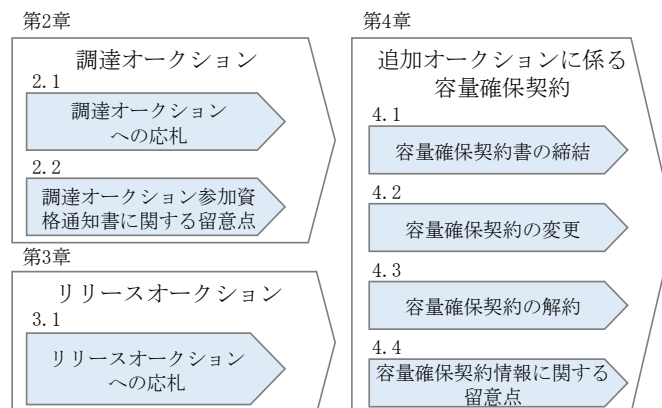 第2章
調達オークション
2.1
調達オークション
への応札
2.2
調達オークション参加資
格通知書に関する留意点
第3章
リリースオークション
3.1
リリースオークション
への応札
第4章
追加オークションに係る
容量確保契約
4.1
容量確保契約書の締結
4.2
容量確保契約の変更
4.3
容量確保契約の解約
4.4
容量確保契約情報に関する
留意点